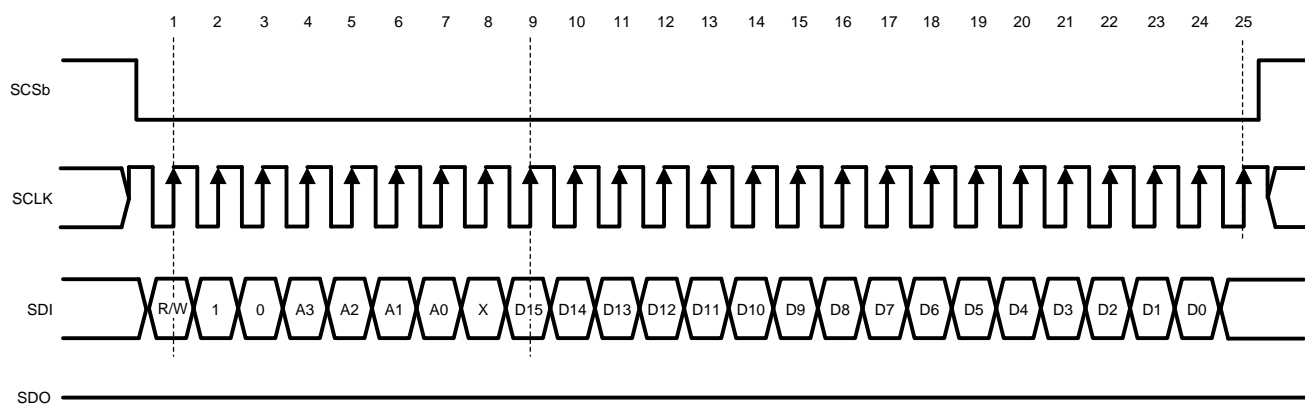 1 2 3 4 5 6 7 8 9 10 11 12 13 14 15 16 17 18 19 20 21 22 23 24 25
SCSb
SCLK
SDI R/W 1 0 A3 A2 A1 A0 X D15 D14 D13 D12 D11 D10 D9 D8 D7 D6 D5 D4 D3 D2 D1 D0
SDO